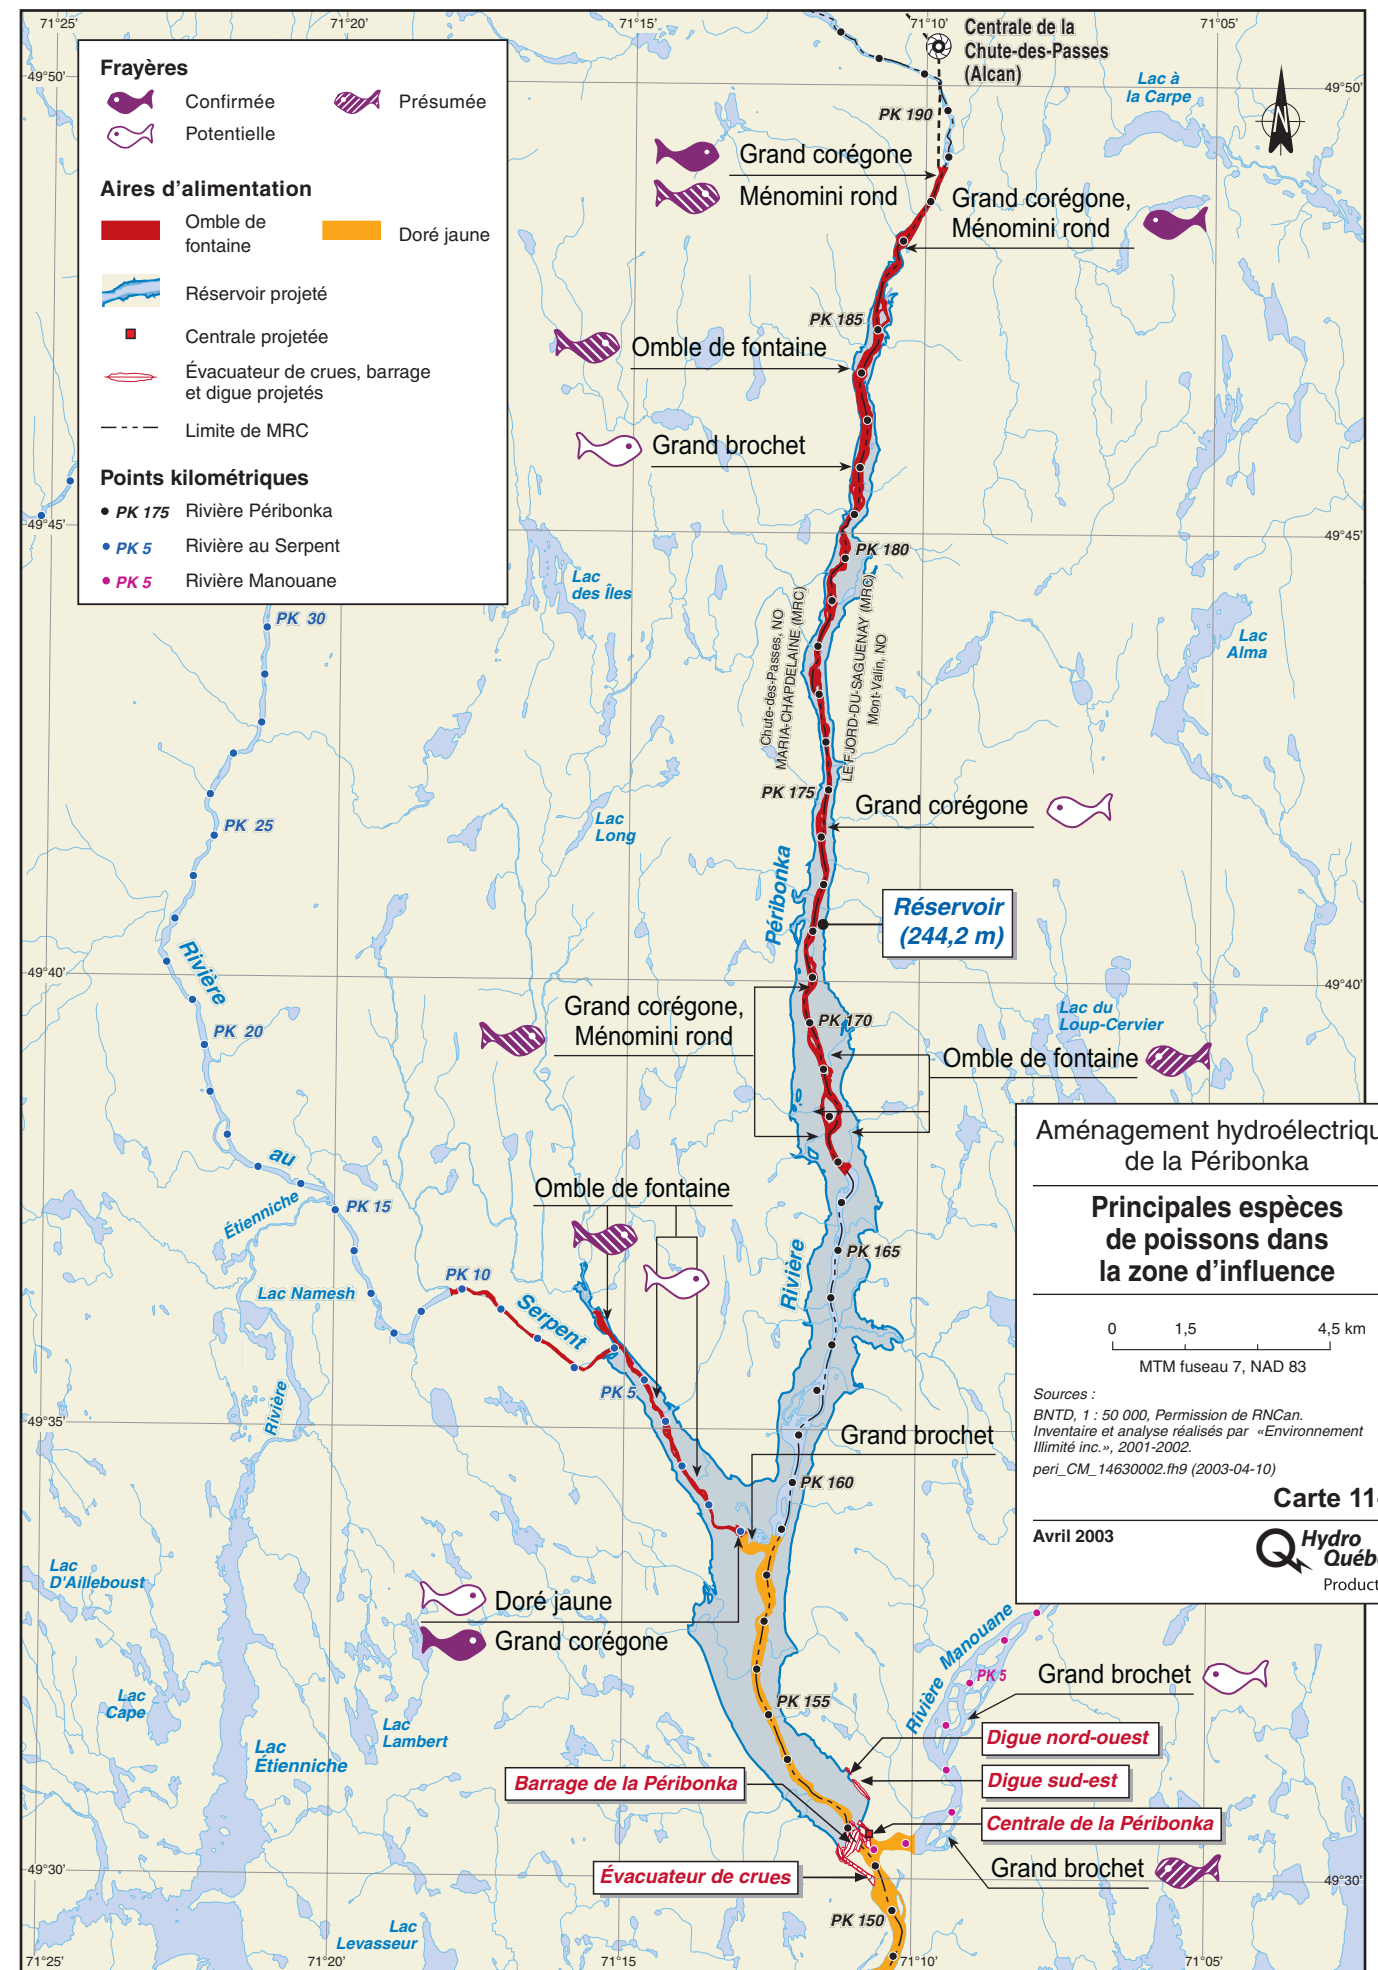 71°25'
71°20'
71°15'
71°10'
71°05'
49°50'
49°50'
Frayères
Confirmée
Présumée
Potentielle
Aires d'alimentation
Omble de
fontaine
Doré jaune
Réservoir projeté
Centrale projetée
Évacuateur de crues, barrage
et digue projetés
Limite de MRC
Points kilométriques
PK 175 Rivière Péribonka
PK 5 Rivière au Serpent
PK 5 Rivière Manouane
Centrale de la
Chute-des-Passes
(Alcan)
Lac à
la Carpe
N
PK 190
Grand corégone
Ménomini rond
Grand corégone,
Ménomini rond
PK 185
Omble de fontaine
Grand brochet
49°45'
49°45'
PK 180
Lac
des Îles
PK 30
Chute-des-Passes, NO
MARIA-CHAPDELAINE (MRC)
LE FJORD-DU-SAGUENAY (MRC)
Mont-Valin, NO
Lac
Alma
PK 175
Grand corégone
PK 25
Lac
Long
Péribonka
Réservoir
(244,2 m)
Rivière
49°40'
49°40'
Grand corégone,
Ménomini rond
PK 170
Lac du
Loup-Cervier
PK 20
Omble de fontaine
au
Étienniche
PK 15
Omble de fontaine
PK 165
Rivière
Lac Namesh
PK 10
Serpent
PK 5
Rivière
49°35'
Grand brochet
PK 160
Aménagement hydroélectriqu
de la Péribonka
Principales espèces
de poissons dans
la zone d'influence
0 1,5 4,5 km
MTM fuseau 7, NAD 83
Sources :
BNTD, 1 : 50 000, Permission de RNCan.
Inventaire et analyse réalisés par «Environnement
Illimité inc.», 2001-2002.
peri_CM_14630002.fh9 (2003-04-10)
Carte 11-
Avril 2003
Hydro
Québe
Product
Lac
D'Ailleboust
Doré jaune
Grand corégone
Rivière Manouane
PK 5
Grand brochet
Lac
Cape
Lac
Lambert
PK 155
Lac
Étienniche
Digue nord-ouest
Barrage de la Péribonka
Digue sud-est
Centrale de la Péribonka
Grand brochet
Évacuateur de crues
49°30'
49°30'
PK 150
Lac
Levasseur
71°25'
71°20'
71°15
71°10'
71°05'